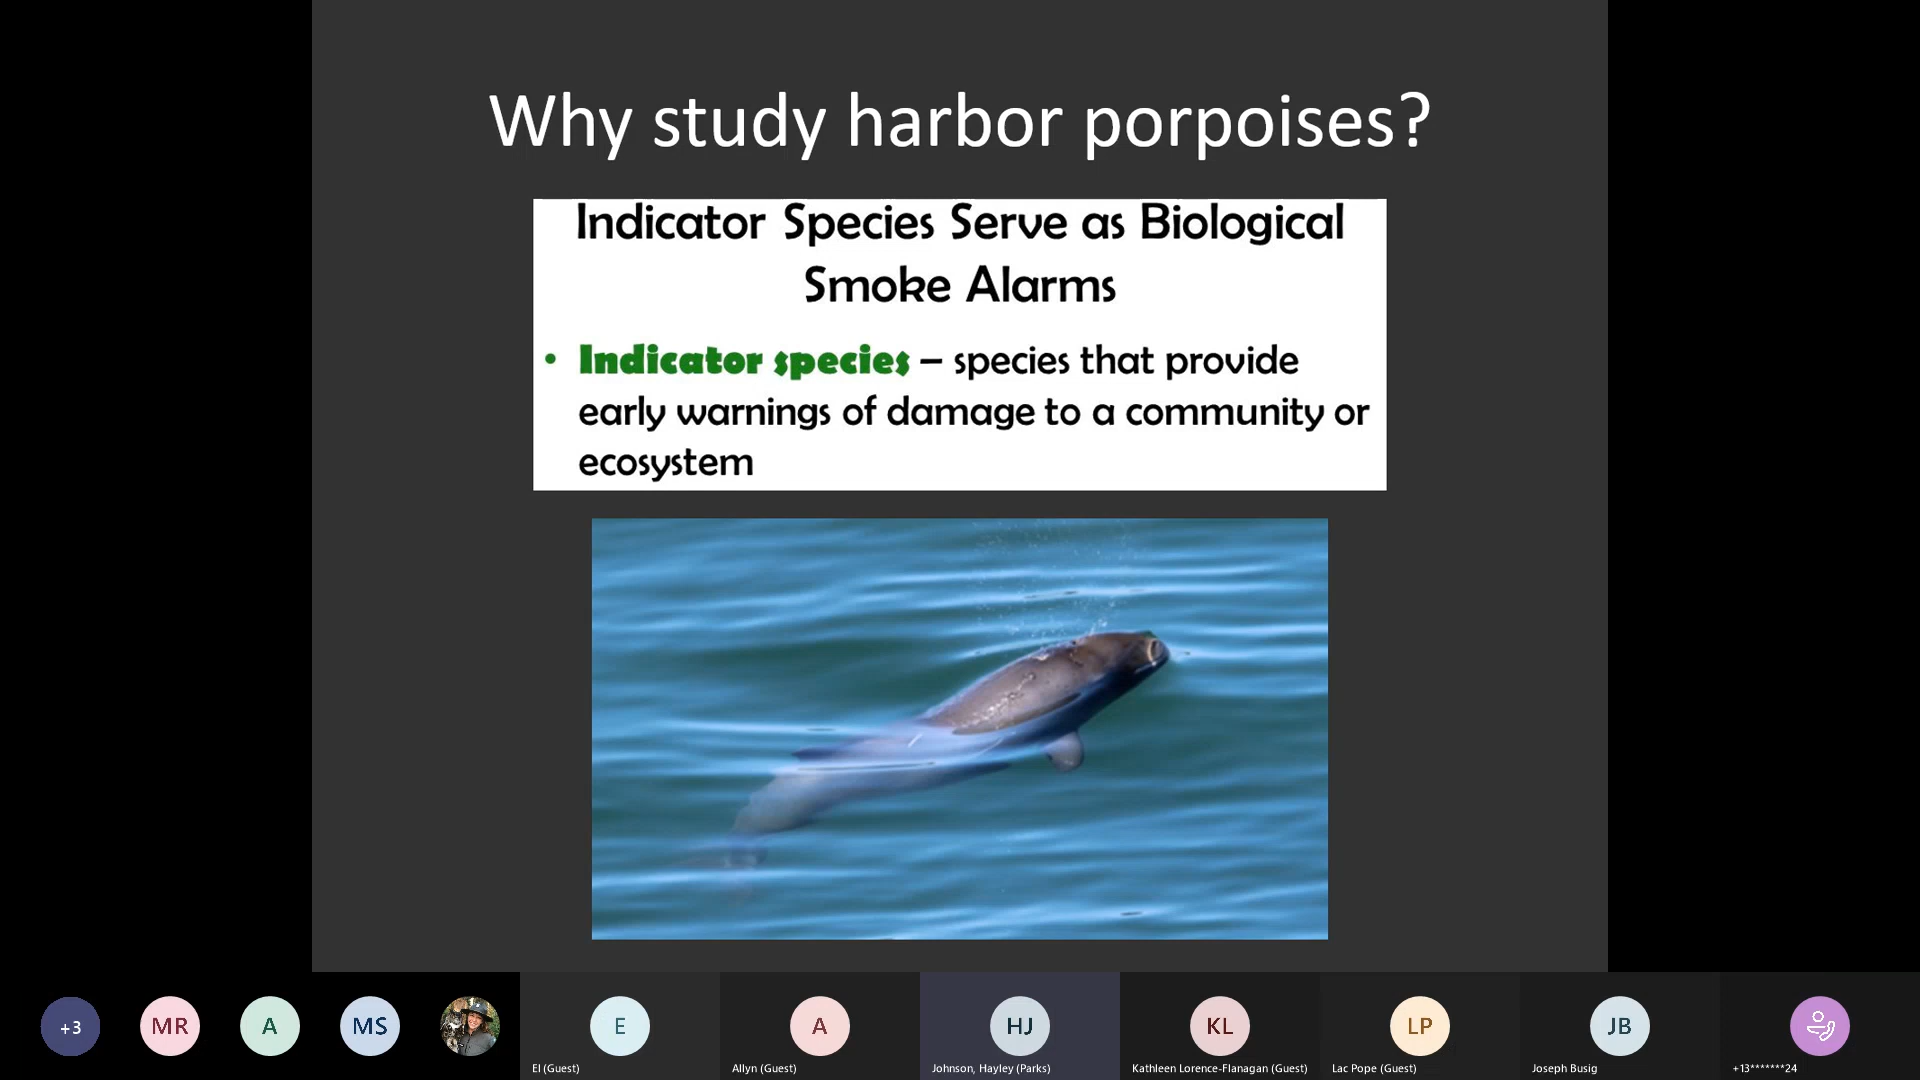 Why study harbor porpoises?
Indicator Species Serve as Biological
Smoke Alarms
• Indicator species – species that provide
early warnings of damage to a community or
ecosystem
+3
MR
A
MS
E
A
HJ
KL
LP
JB
El (Guest)
Allyn (Guest)
Johnson, Hayley (Parks)
Kathleen Lorence-Flanagan (Guest)
Lac Pope (Guest)
Joseph Busig
+13*******24